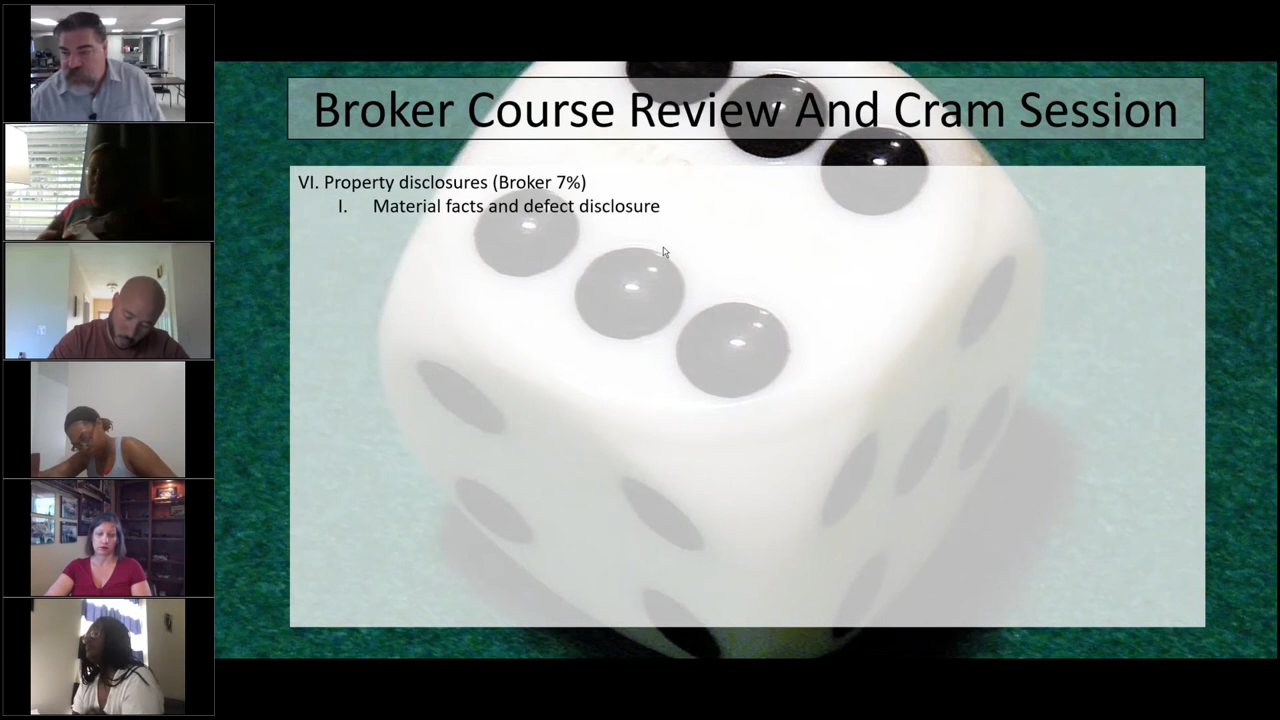 Broker Course Review And Cram Session
VI. Property disclosures (Broker 7%)
I. Material facts and defect disclosure